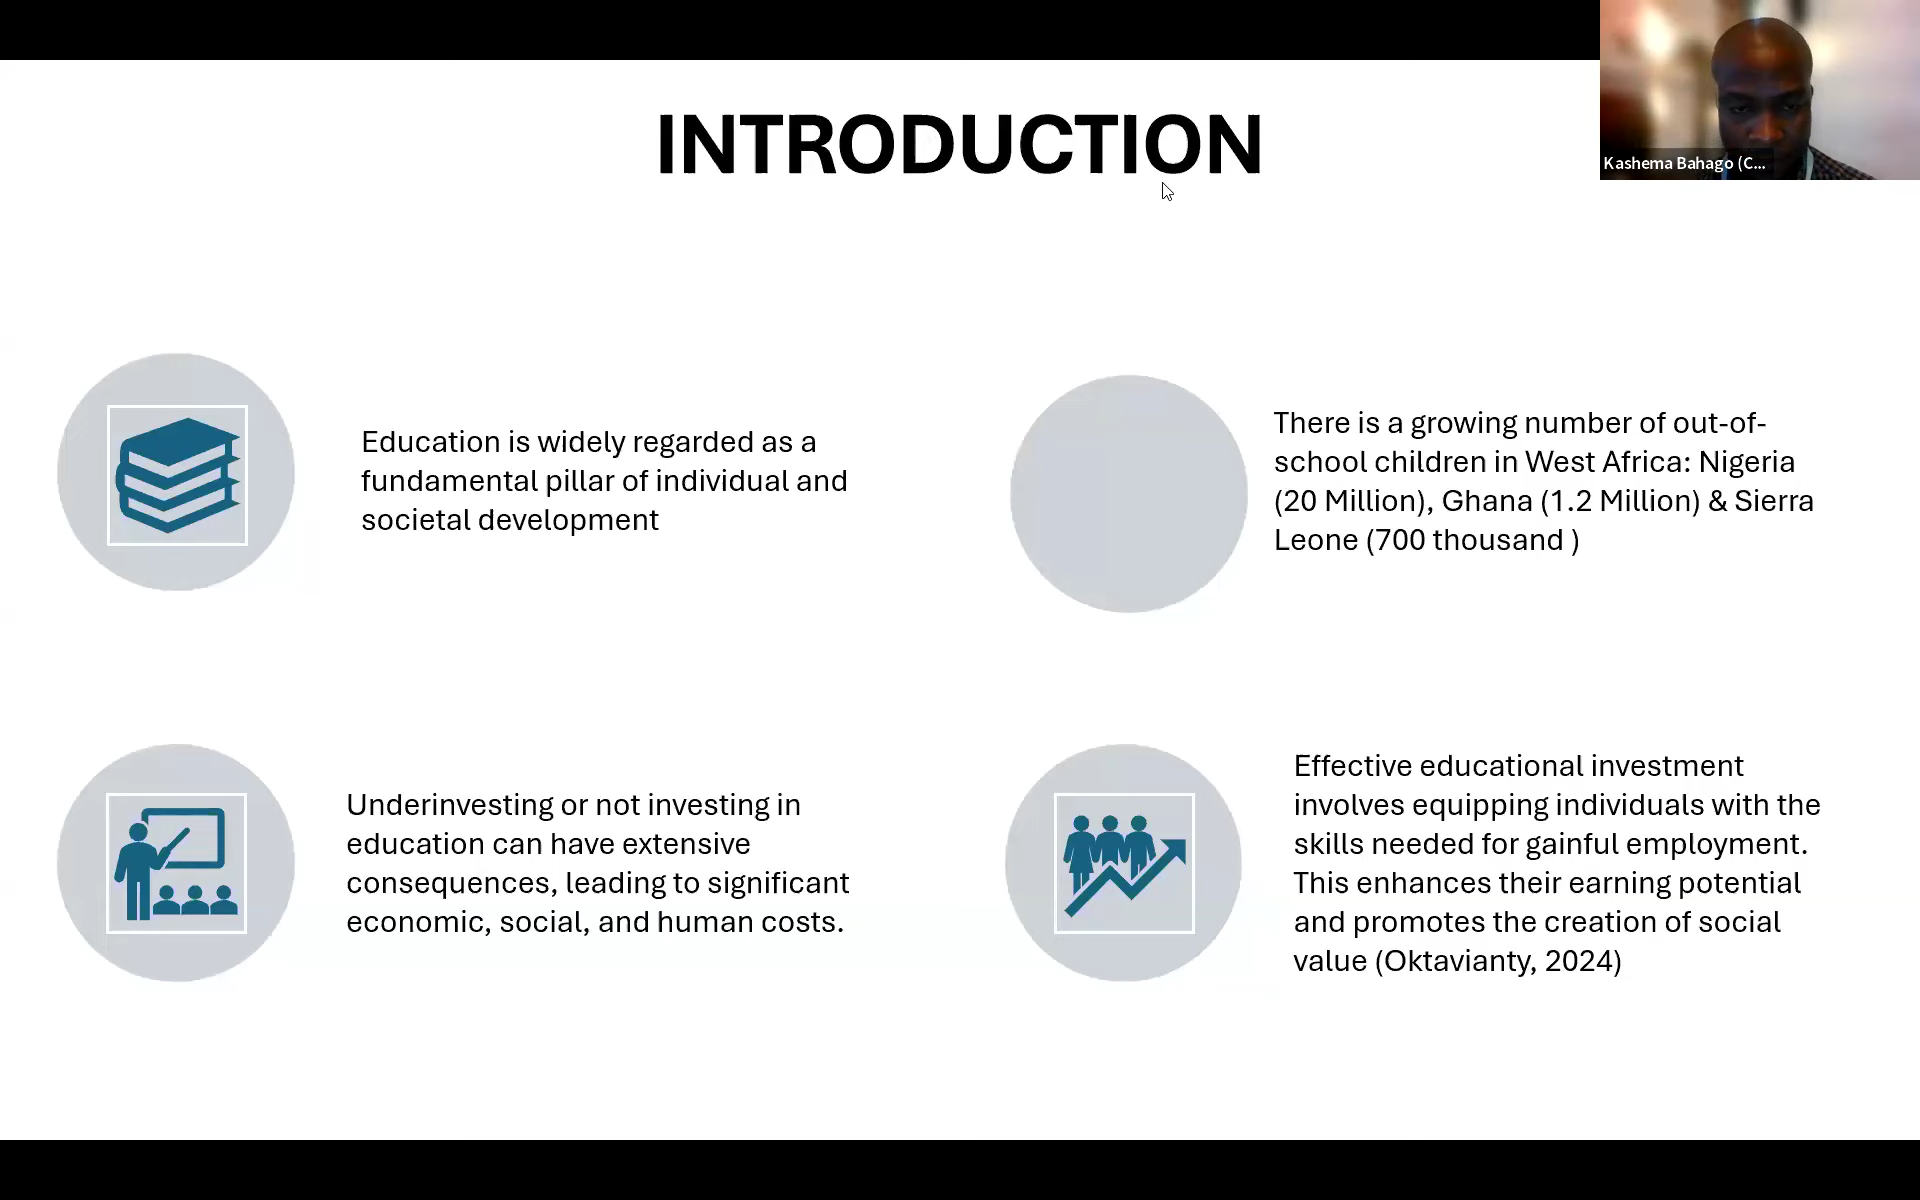 INTRODUCTION
Kashema Bahago (C...
Education is widely regarded as a
fundamental pillar of individual and
societal development
There is a growing number of out-of-
school children in West Africa: Nigeria
(20 Million), Ghana (1.2 Million) & Sierra
Leone (700 thousand )
Underinvesting or not investing in
education can have extensive
consequences, leading to significant
economic, social, and human costs.
Effective educational investment
involves equipping individuals with the
skills needed for gainful employment.
This enhances their earning potential
and promotes the creation of social
value (Oktavianty, 2024)